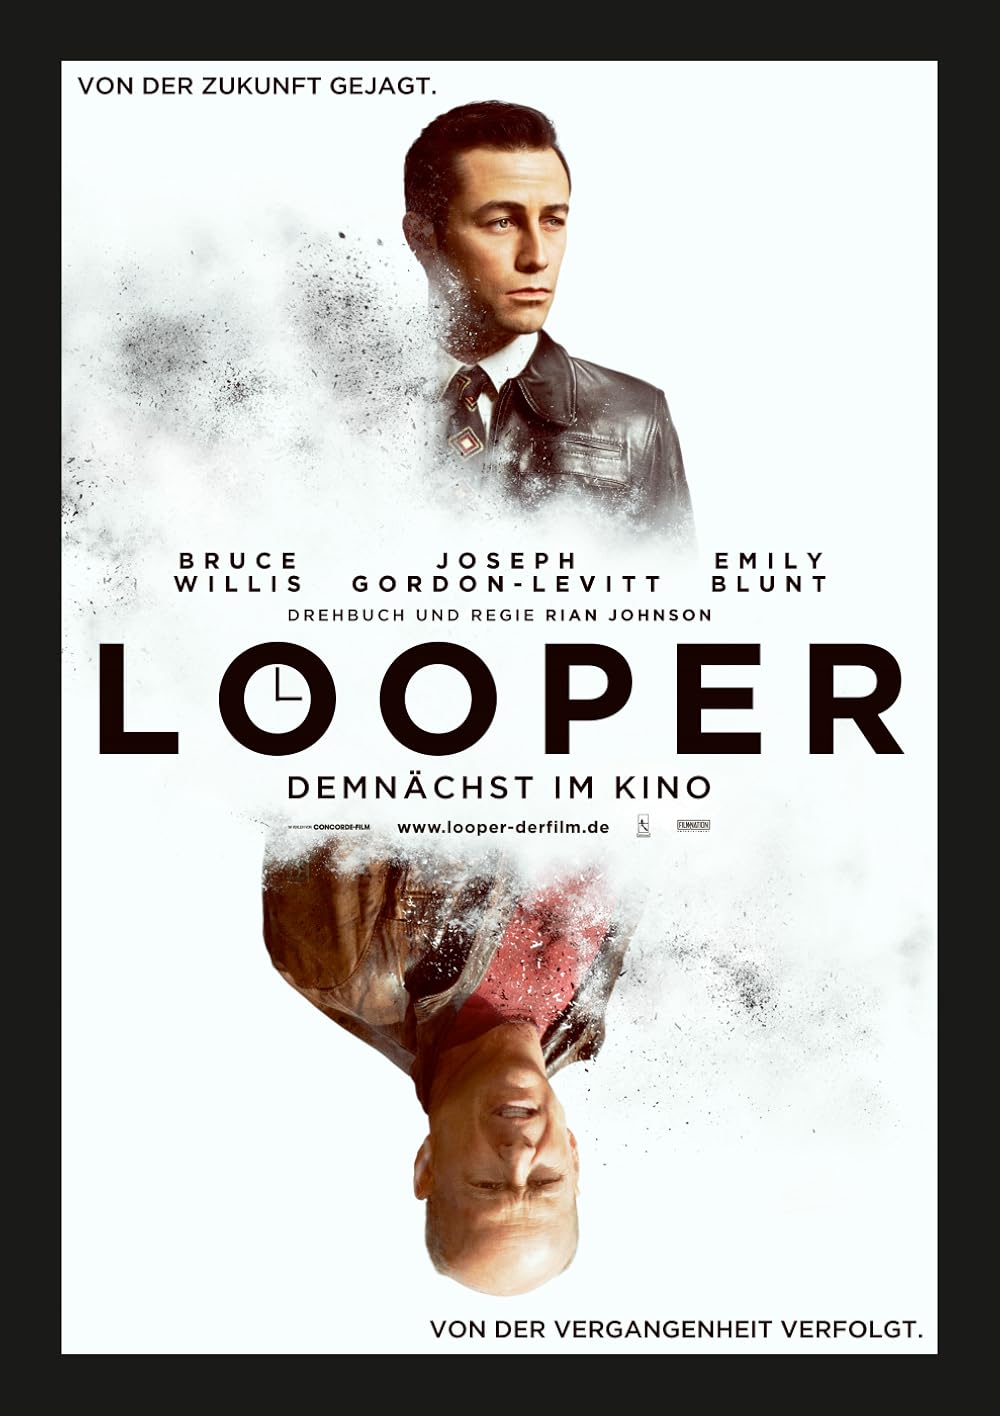 VON DER ZUKUNFT GEJAGT.
BRUCE WILLIS
JOSEPH GORDON-LEVITT
EMILY BLUNT
DREHBUCH UND REGIE RIAN JOHNSON
LOOPER
DEMNÄCHST IM KINO
CONCORDE-FILM www.looper-derfilm.de FILMNATION
VON DER VERGANGENHEIT VERFOLGT.